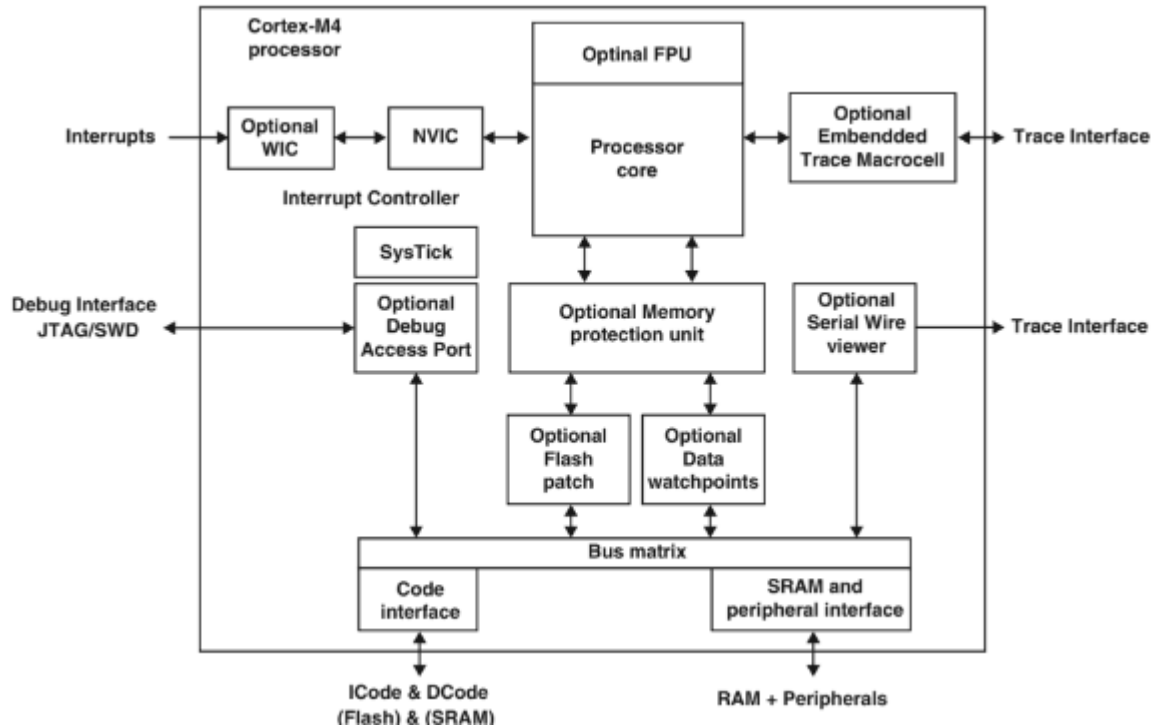 Cortex-M4
processor
Optinal FPU
Interrupts
Optional
WIC
NVIC
Processor
core
Optional
Embendded
Trace Macrocell
Trace Interface
Interrupt Controller
SysTick
Debug Interface
JTAG/SWD
Optional
Debug
Access Port
Optional Memory
protection unit
Optional
Serial Wire
viewer
Trace Interface
Optional
Flash
patch
Optional
Data
watchpoints
Bus matrix
Code
interface
SRAM and
peripheral interface
ICode & DCode
(Flash) & (SRAM)
RAM + Peripherals